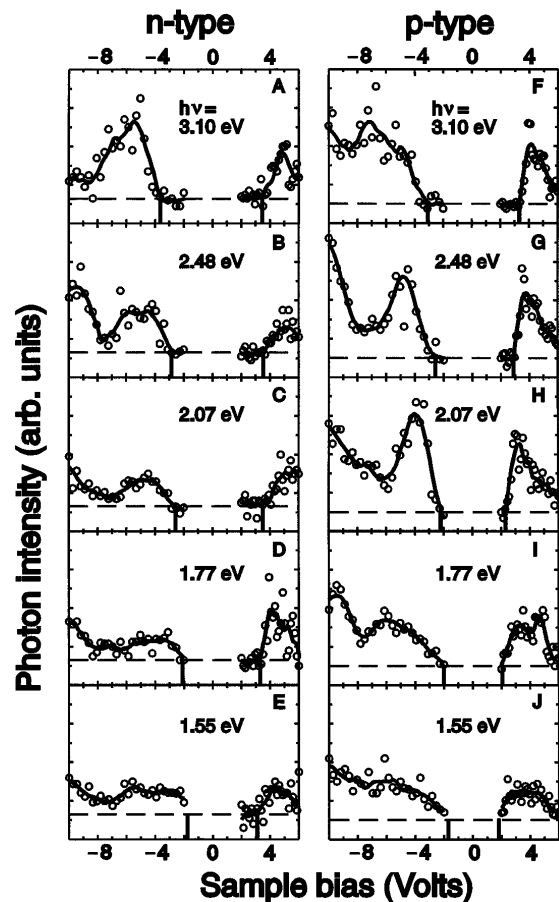 n-type p-type
−8 −4 0 4 −8 −4 0 4
A F
hν =
3.10 eV
hν =
3.10 eV
B G
2.48 eV 2.48 eV
C H
2.07 eV 2.07 eV
D I
1.77 eV 1.77 eV
E J
1.55 eV 1.55 eV
Photon intensity (arb. units)
−8 −4 0 4 −8 −4 0 4
Sample bias (Volts)